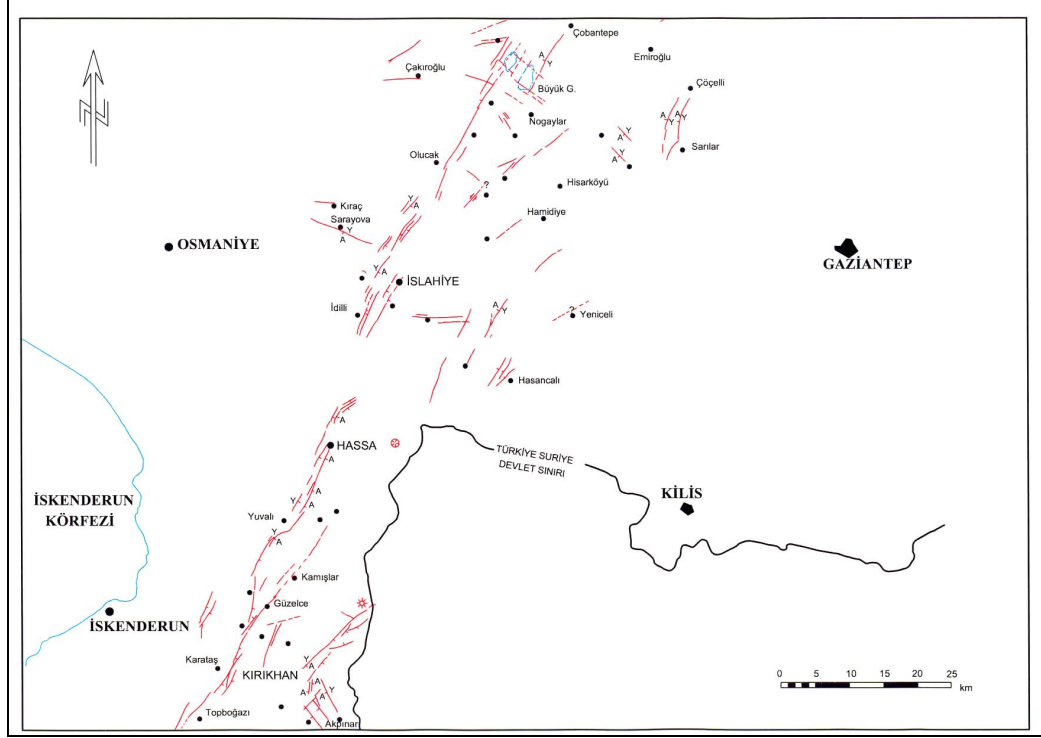 Çobantepe
Emiroğlu
Çakıroğlu
A
Y
Büyük G.
Çöçelli
Nogaylar
A A
Y Y
Y
A
Sarılar
Olucak
Y
A
?
Hisarköyü
Kıraç
Y
A
Hamidiye
Sarayova
Y
A
OSMANİYE
GAZİANTEP
Y
A
İSLAHİYE
İdilli
A
Y
?
Yeniceli
Hasancalı
A
HASSA
A
TÜRKİYE SURİYE
DEVLET SINIRI
A
Y
A
KİLİS
İSKENDERUN
KÖRFEZİ
Yuvalı
Y
A
Kamışlar
Güzelce
İSKENDERUN
Karataş
Y
A
KIRIKHAN
A
Y
A
A
Topboğazı
Akpınar
0 5 10 15 20 25
km